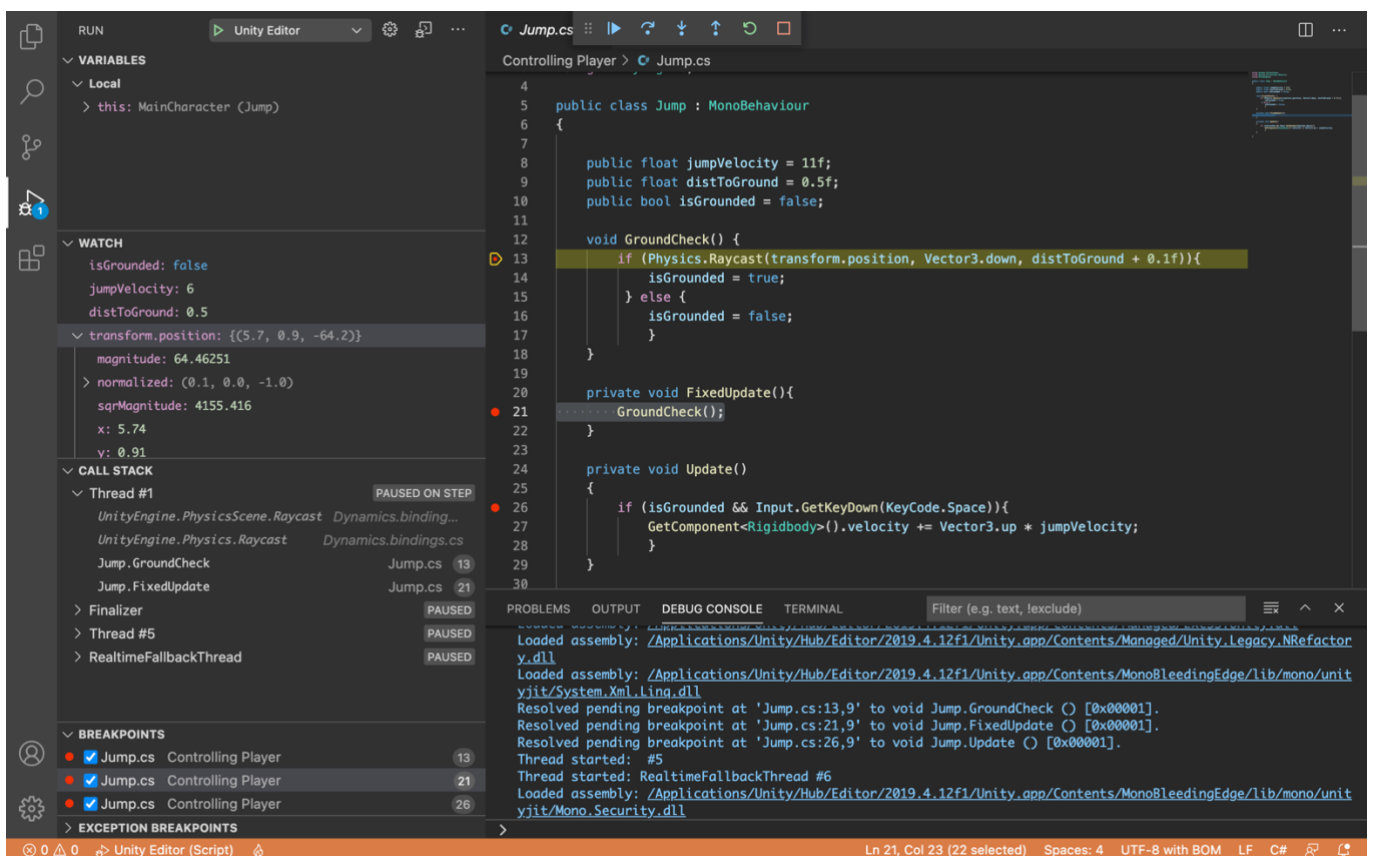 RUN
Unity Editor
VARIABLES
Local
this: MainCharacter (Jump)
WATCH
isGrounded: false
jumpVelocity: 6
distToGround: 0.5
transform.position: {(5.7, 0.9, -64.2)}
magnitude: 64.46251
normalized: (0.1, 0.0, -1.0)
sqrMagnitude: 4155.416
x: 5.74
y: 0.91
CALL STACK
Thread #1 PAUSED ON STEP
UnityEngine.PhysicsScene.Raycast Dynamics.binding...
UnityEngine.Physics.Raycast Dynamics.bindings.cs
Jump.GroundCheck Jump.cs 13
Jump.FixedUpdate Jump.cs 21
Finalizer PAUSED
Thread #5 PAUSED
RealtimeFallbackThread PAUSED
BREAKPOINTS
Jump.cs Controlling Player 13
Jump.cs Controlling Player 21
Jump.cs Controlling Player 26
EXCEPTION BREAKPOINTS
1
Jump.cs
Controlling Player > Jump.cs
4
5 public class Jump : MonoBehaviour
6 {
7
8 public float jumpVelocity = 11f;
9 public float distToGround = 0.5f;
10 public bool isGrounded = false;
11
12 void GroundCheck() {
13 if (Physics.Raycast(transform.position, Vector3.down, distToGround + 0.1f)){
14 isGrounded = true;
15 } else {
16 isGrounded = false;
17 }
18 }
19
20 private void FixedUpdate(){
21 ········GroundCheck();
22 }
23
24 private void Update()
25 {
26 if (isGrounded && Input.GetKeyDown(KeyCode.Space)){
27 GetComponent<Rigidbody>().velocity += Vector3.up * jumpVelocity;
28 }
29 }
30
PROBLEMS OUTPUT DEBUG CONSOLE TERMINAL Filter (e.g. text, !exclude)
Loaded assembly: /Applications/Unity/Hub/Editor/2019.4.12f1/Unity.app/Contents/Managed/Unity.Legacy.NRefactor
y.dll
Loaded assembly: /Applications/Unity/Hub/Editor/2019.4.12f1/Unity.app/Contents/MonoBleedingEdge/lib/mono/unit
yjit/System.Xml.Linq.dll
Resolved pending breakpoint at 'Jump.cs:13,9' to void Jump.GroundCheck () [0x00001].
Resolved pending breakpoint at 'Jump.cs:21,9' to void Jump.FixedUpdate () [0x00001].
Resolved pending breakpoint at 'Jump.cs:26,9' to void Jump.Update () [0x00001].
Thread started: #5
Thread started: RealtimeFallbackThread #6
Loaded assembly: /Applications/Unity/Hub/Editor/2019.4.12f1/Unity.app/Contents/MonoBleedingEdge/lib/mono/unit
yjit/Mono.Security.dll
>
0 0 Unity Editor (Script) Ln 21, Col 23 (22 selected) Spaces: 4 UTF-8 with BOM LF C#